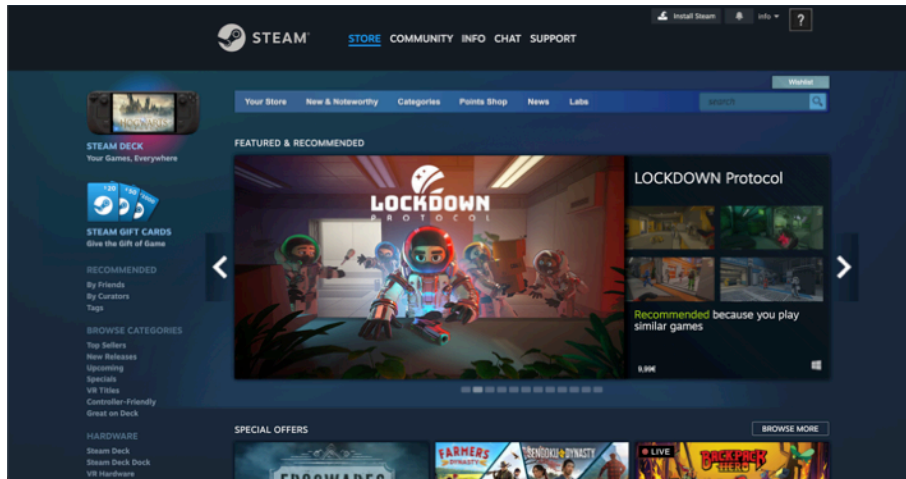 STEAM
STORE COMMUNITY INFO CHAT SUPPORT
Install Steam
info
?
Wishlist
Your Store New & Noteworthy Categories Points Shop News Labs
search
STEAM DECK
Your Games, Everywhere
STEAM GIFT CARDS
Give the Gift of Game
RECOMMENDED
By Friends
By Curators
Tags
BROWSE CATEGORIES
Top Sellers
New Releases
Upcoming
Specials
VR Titles
Controller-Friendly
Great on Deck
HARDWARE
Steam Deck
Steam Deck Dock
VR Hardware
FEATURED & RECOMMENDED
LOCKDOWN
PROTOCOL
LOCKDOWN Protocol
Recommended because you play
similar games
9,99€
SPECIAL OFFERS
BROWSE MORE
FROGWARES
FARMERS
DYNASTY
SENGOKU DYNASTY
LIVE
BACKPACK
HERO